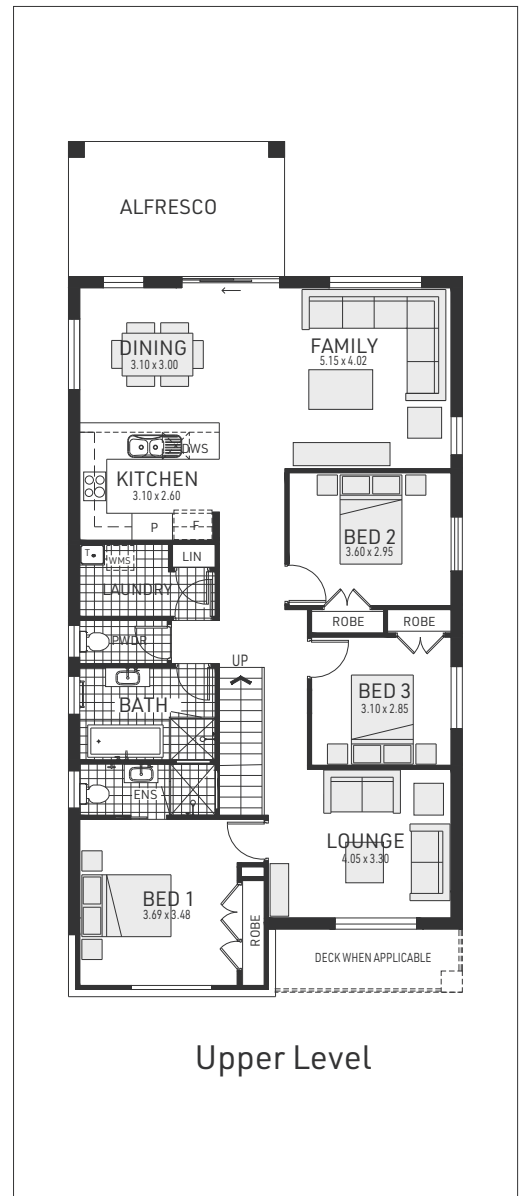 ALFRESCO
DINING
3.10 x 3.00
FAMILY
5.15 x 4.02
DWS
KITCHEN
3.10 x 2.60
P
F
BED 2
3.60 x 2.95
T
WMS
LIN
LAUNDRY
ROBE
ROBE
PWDR
UP
BATH
BED 3
3.10 x 2.85
ENS
LOUNGE
4.05 x 3.30
BED 1
3.69 x 3.48
ROBE
DECK WHEN APPLICABLE
Upper Level